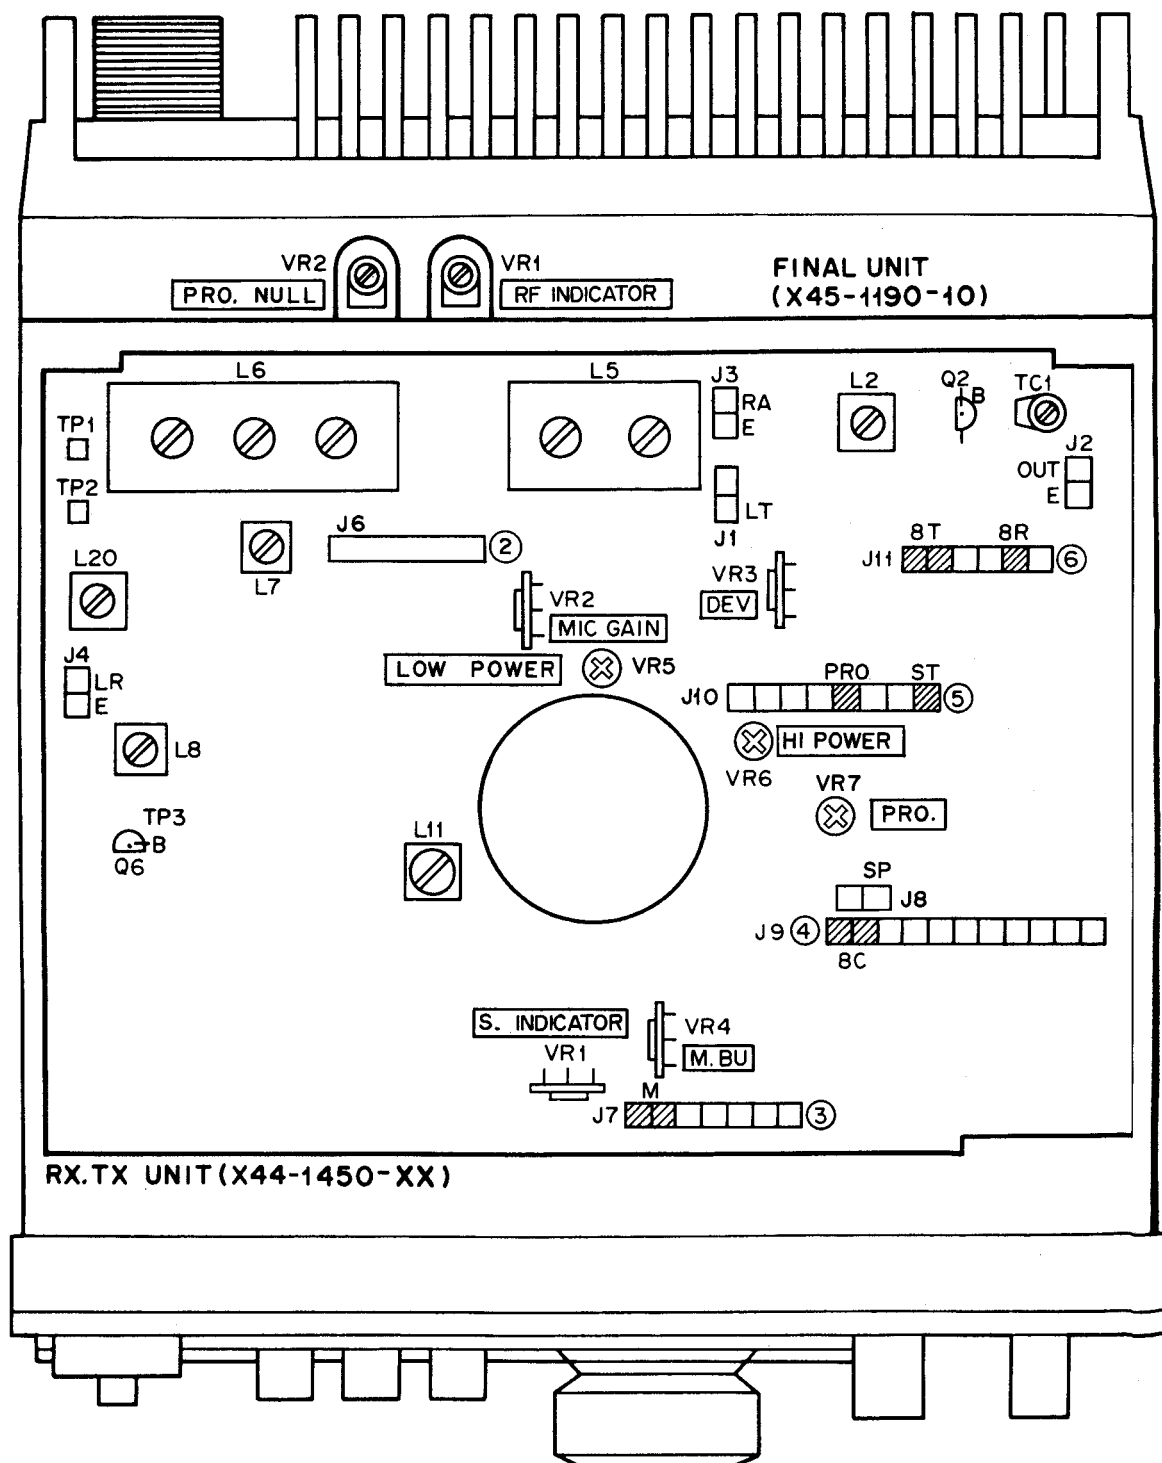 VR2
VR1
PRO. NULL
RF INDICATOR
FINAL UNIT
(X45-1190-10)
L6
L5
J3
RA
E
L2
Q2
B
TC1
J2
OUT
E
TP1
TP2
LT
J1
J6
②
L7
L20
8T
8R
J11
⑥
VR3
DEV
VR2
MIC GAIN
LOW POWER
VR5
J4
LR
E
PRO
ST
J10
⑤
HI POWER
VR6
L8
VR7
PRO.
TP3
B
Q6
L11
SP
J8
J9
④
8C
S. INDICATOR
VR1
VR4
M.BU
M
J7
③
RX.TX UNIT (X44-1450-XX)